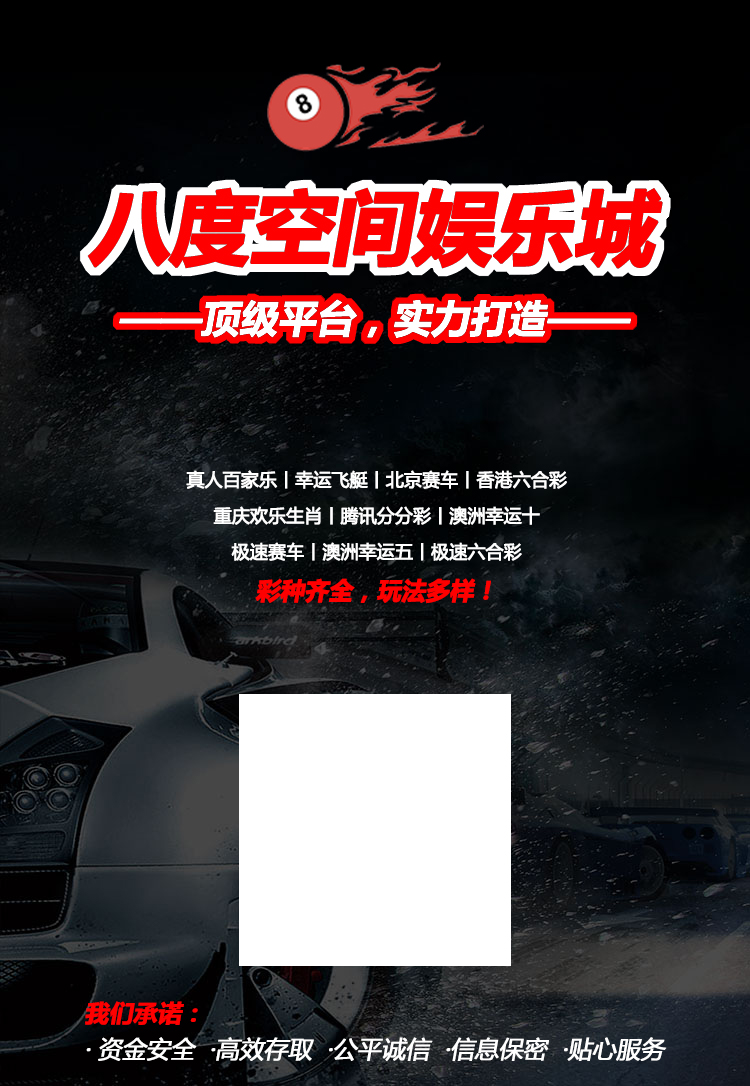 8
八度空间娱乐城
——顶级平台，实力打造——
真人百家乐丨幸运飞艇丨北京赛车丨香港六合彩
重庆欢乐生肖丨腾讯分分彩丨澳洲幸运十
极速赛车丨澳洲幸运五丨极速六合彩
彩种齐全，玩法多样！
arkbird
我们承诺：
·资金安全 ·高效存取 ·公平诚信 ·信息保密 ·贴心服务